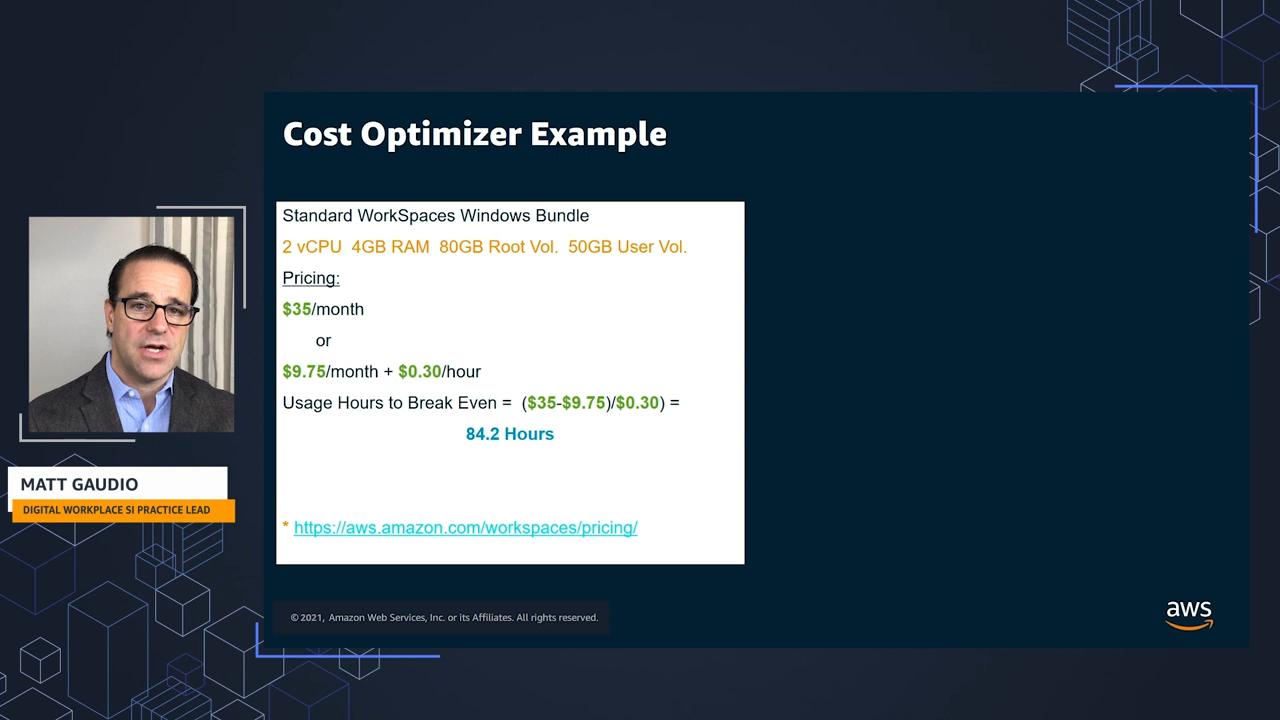 Cost Optimizer Example
Standard WorkSpaces Windows Bundle
2 vCPU 4GB RAM 80GB Root Vol. 50GB User Vol.
Pricing:
$35/month
or
$9.75/month + $0.30/hour
Usage Hours to Break Even = ($35-$9.75)/$0.30) =
84.2 Hours
* https://aws.amazon.com/workspaces/pricing/
MATT GAUDIO
DIGITAL WORKPLACE SI PRACTICE LEAD
© 2021, Amazon Web Services, Inc. or its Affiliates. All rights reserved.
aws